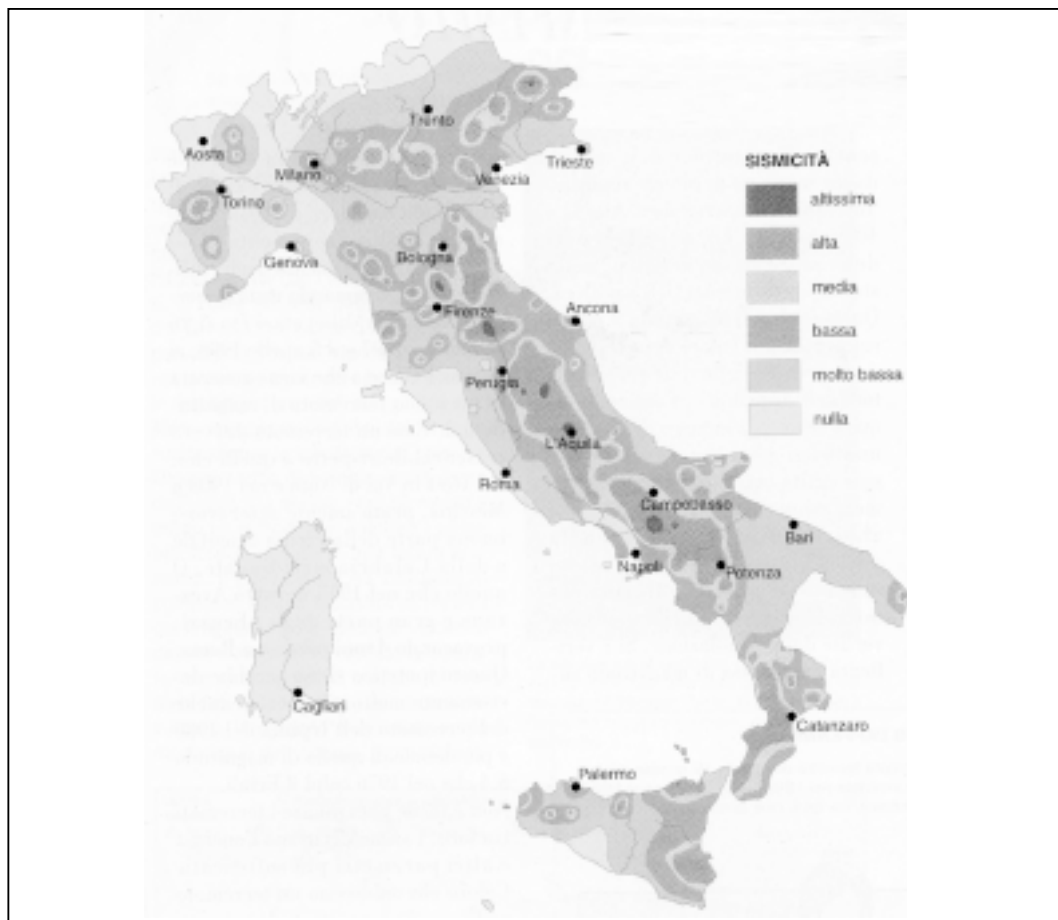 Aosta
Trento
Milano
Venezia
Trieste
Torino
Genova
Bologna
Firenze
Ancona
Perugia
L'Aquila
Roma
Campobasso
Napoli
Bari
Potenza
Cagliari
Catanzaro
Palermo
SISMICITÀ
altissima
alta
media
bassa
molto bassa
nulla